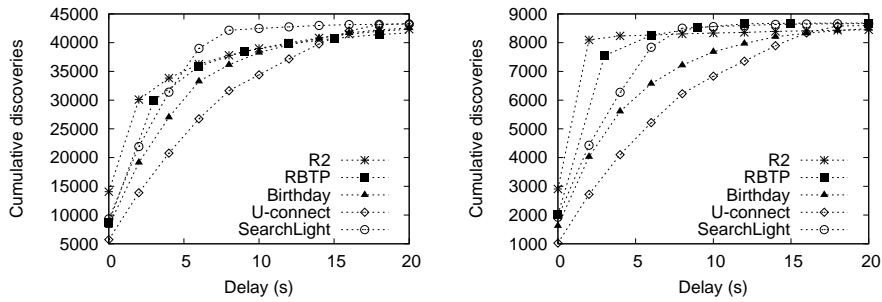 45000
40000
35000
30000
25000
20000
15000
10000
5000
Cumulative discoveries
R2
RBTP
Birthday
U-connect
SearchLight
0 5 10 15 20
Delay (s)
9000
8000
7000
6000
5000
4000
3000
2000
1000
Cumulative discoveries
R2
RBTP
Birthday
U-connect
SearchLight
0 5 10 15 20
Delay (s)